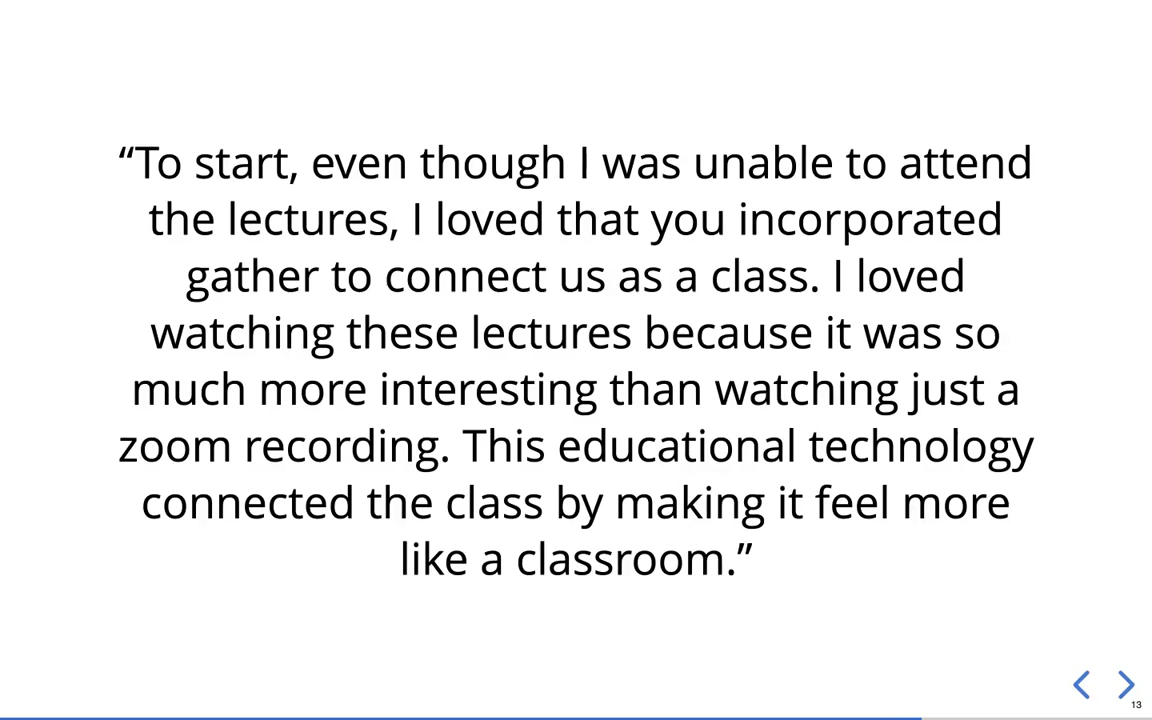 “To start, even though I was unable to attend
the lectures, I loved that you incorporated
gather to connect us as a class. I loved
watching these lectures because it was so
much more interesting than watching just a
zoom recording. This educational technology
connected the class by making it feel more
like a classroom.”
13